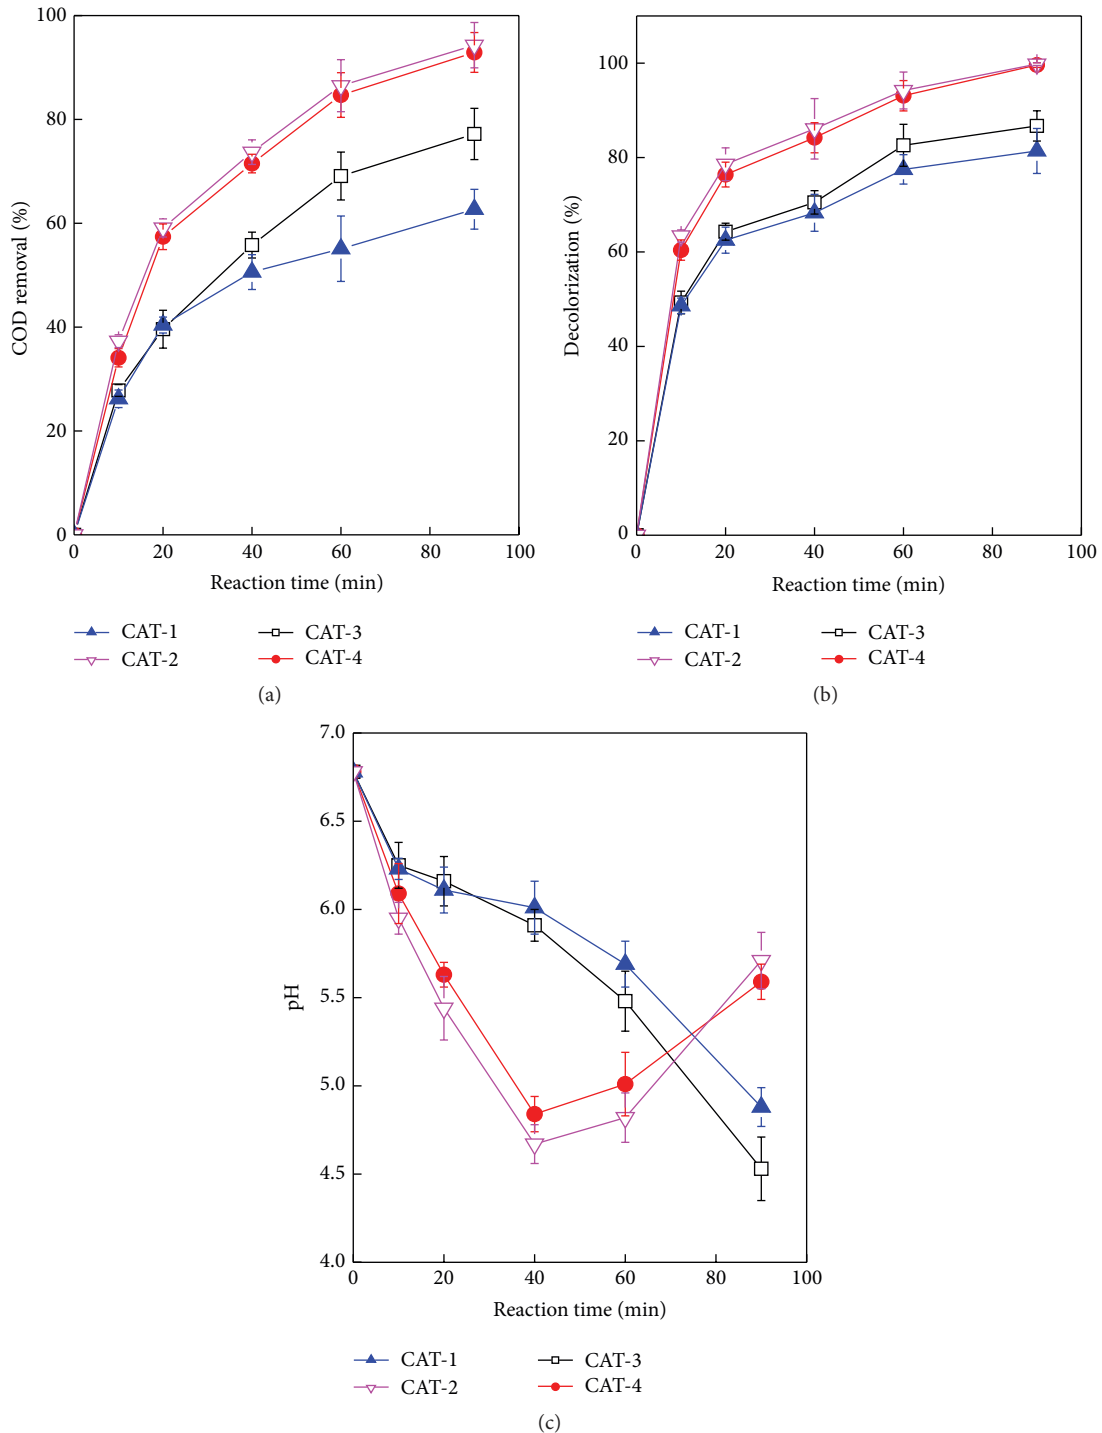 100
80
60
40
20
0
COD removal (%)
0 20 40 60 80 100
Reaction time (min)
CAT-1 CAT-3
CAT-2 CAT-4
(a)
100
80
60
40
20
0
Decolorization (%)
0 20 40 60 80 100
Reaction time (min)
CAT-1 CAT-3
CAT-2 CAT-4
(b)
7.0
6.5
6.0
5.5
5.0
4.5
4.0
pH
0 20 40 60 80 100
Reaction time (min)
CAT-1 CAT-3
CAT-2 CAT-4
(c)